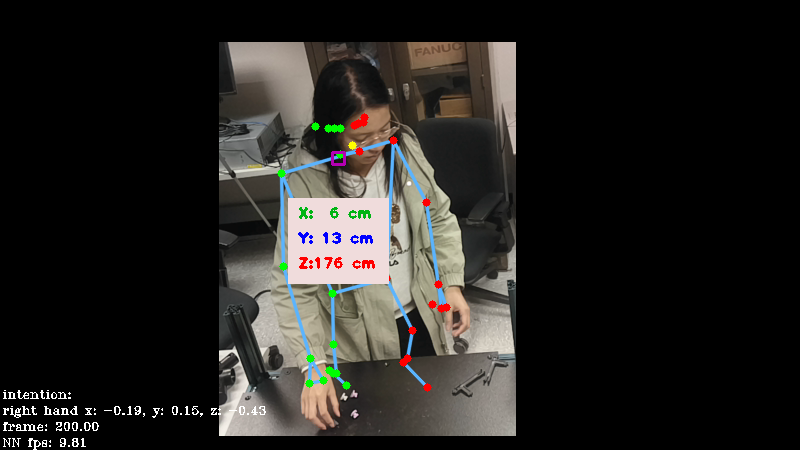 FANUC
X: 6 cm
Y: 13 cm
Z:176 cm
intention:
right hand x: -0.19, y: 0.15, z: -0.43
frame: 200.00
NN fps: 9.81